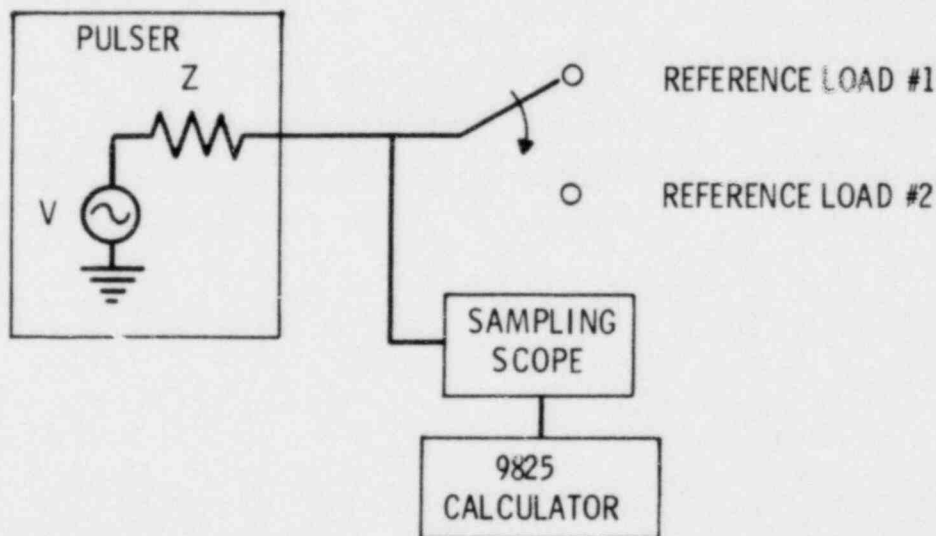 PULSER
Z
V
REFERENCE LOAD #1
REFERENCE LOAD #2
SAMPLING
SCOPE
9825
CALCULATOR